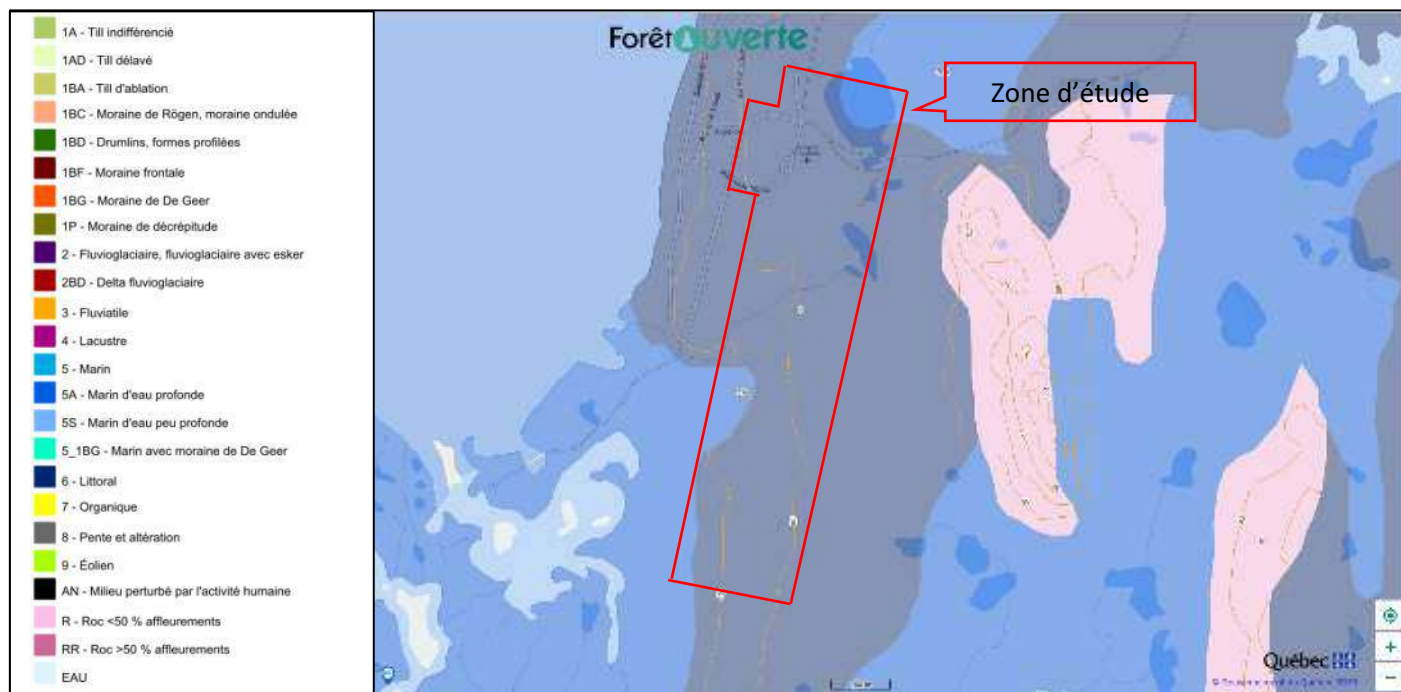 1A - Till indifférencié
1AD - Till délavé
1BA - Till d'ablation
1BC - Moraine de Rögen, moraine ondulée
1BD - Drumlins, formes profilées
1BF - Moraine frontale
1BG - Moraine de De Geer
1P - Moraine de décrépitude
2 - Fluvioglaciaire, fluvioglaciaire avec esker
2BD - Delta fluvioglaciaire
3 - Fluviatile
4 - Lacustre
5 - Marin
5A - Marin d'eau profonde
5S - Marin d'eau peu profonde
5_1BG - Marin avec moraine de De Geer
6 - Littoral
7 - Organique
8 - Pente et altération
9 - Éolien
AN - Milieu perturbé par l'activité humaine
R - Roc <50 % affleurements
RR - Roc >50 % affleurements
EAU
Forêt ouverte
Zone d'étude
Québec
+
−